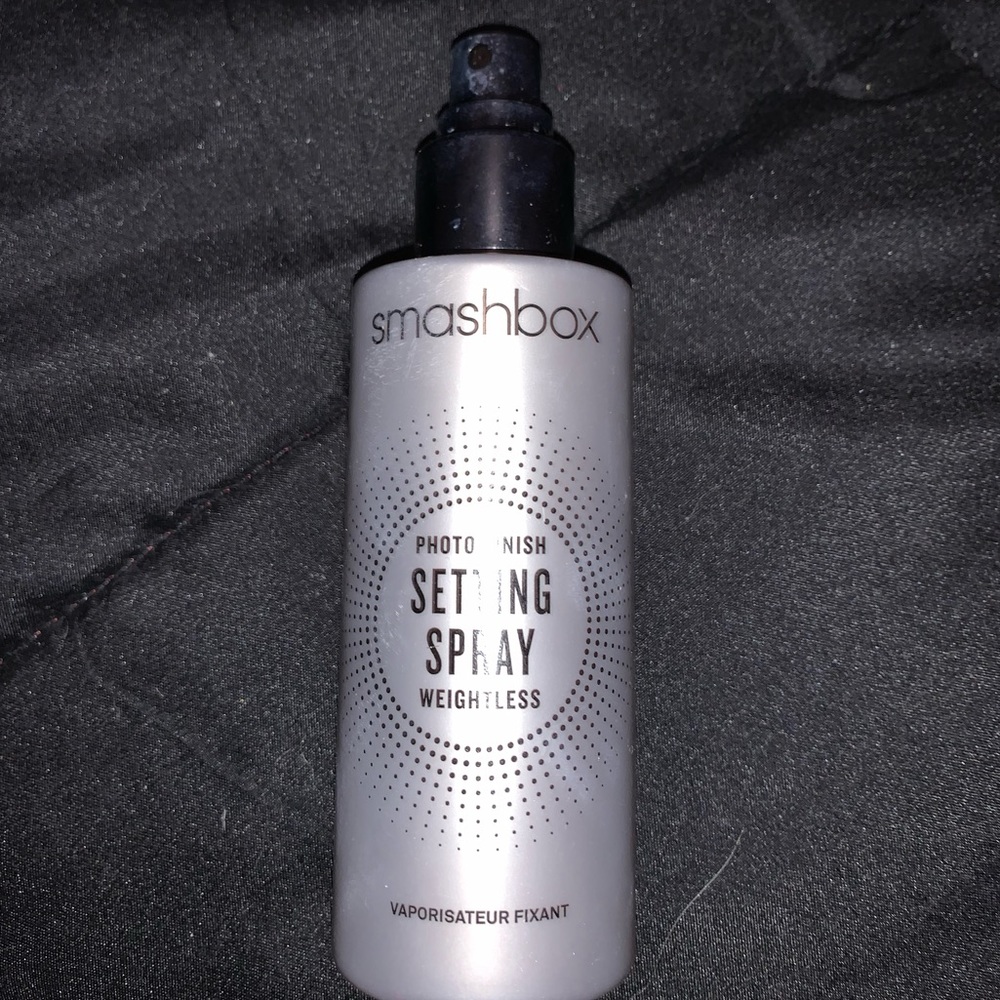 smashbox
PHOTO FINISH
SETTING
SPRAY
WEIGHTLESS
VAPORISATEUR FIXANT